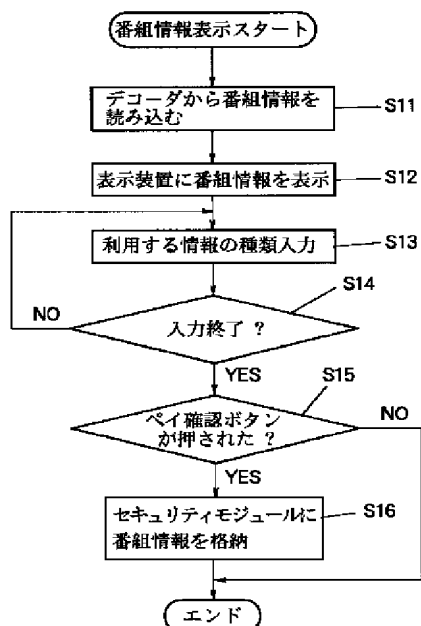 番組情報表示スタート
デコーダから番組情報を
読み込む
S11
表示装置に番組情報を表示
S12
利用する情報の種類入力
S13
S14
NO
入力終了 ?
YES
S15
ペイ確認ボタン
が押された ?
NO
YES
セキュリティモジュールに
番組情報を格納
S16
エンド